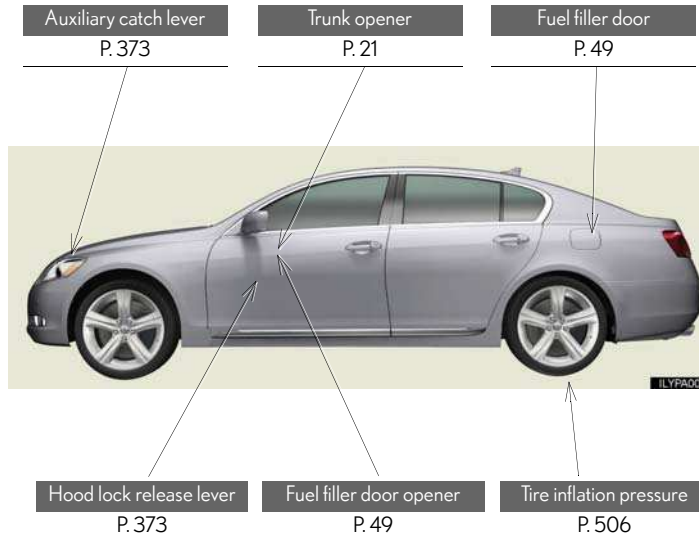 Auxiliary catch lever
P. 373
Trunk opener
P. 21
Fuel filler door
P. 49
Hood lock release lever
P. 373
Fuel filler door opener
P. 49
Tire inflation pressure
P. 506